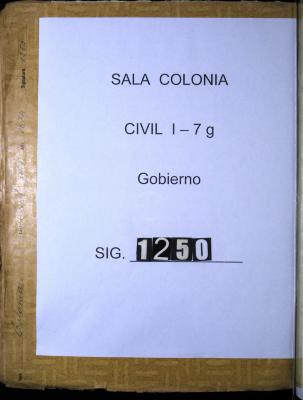 SALA COLONIA
CIVIL I – 7 g
Gobierno
SIG. 1250